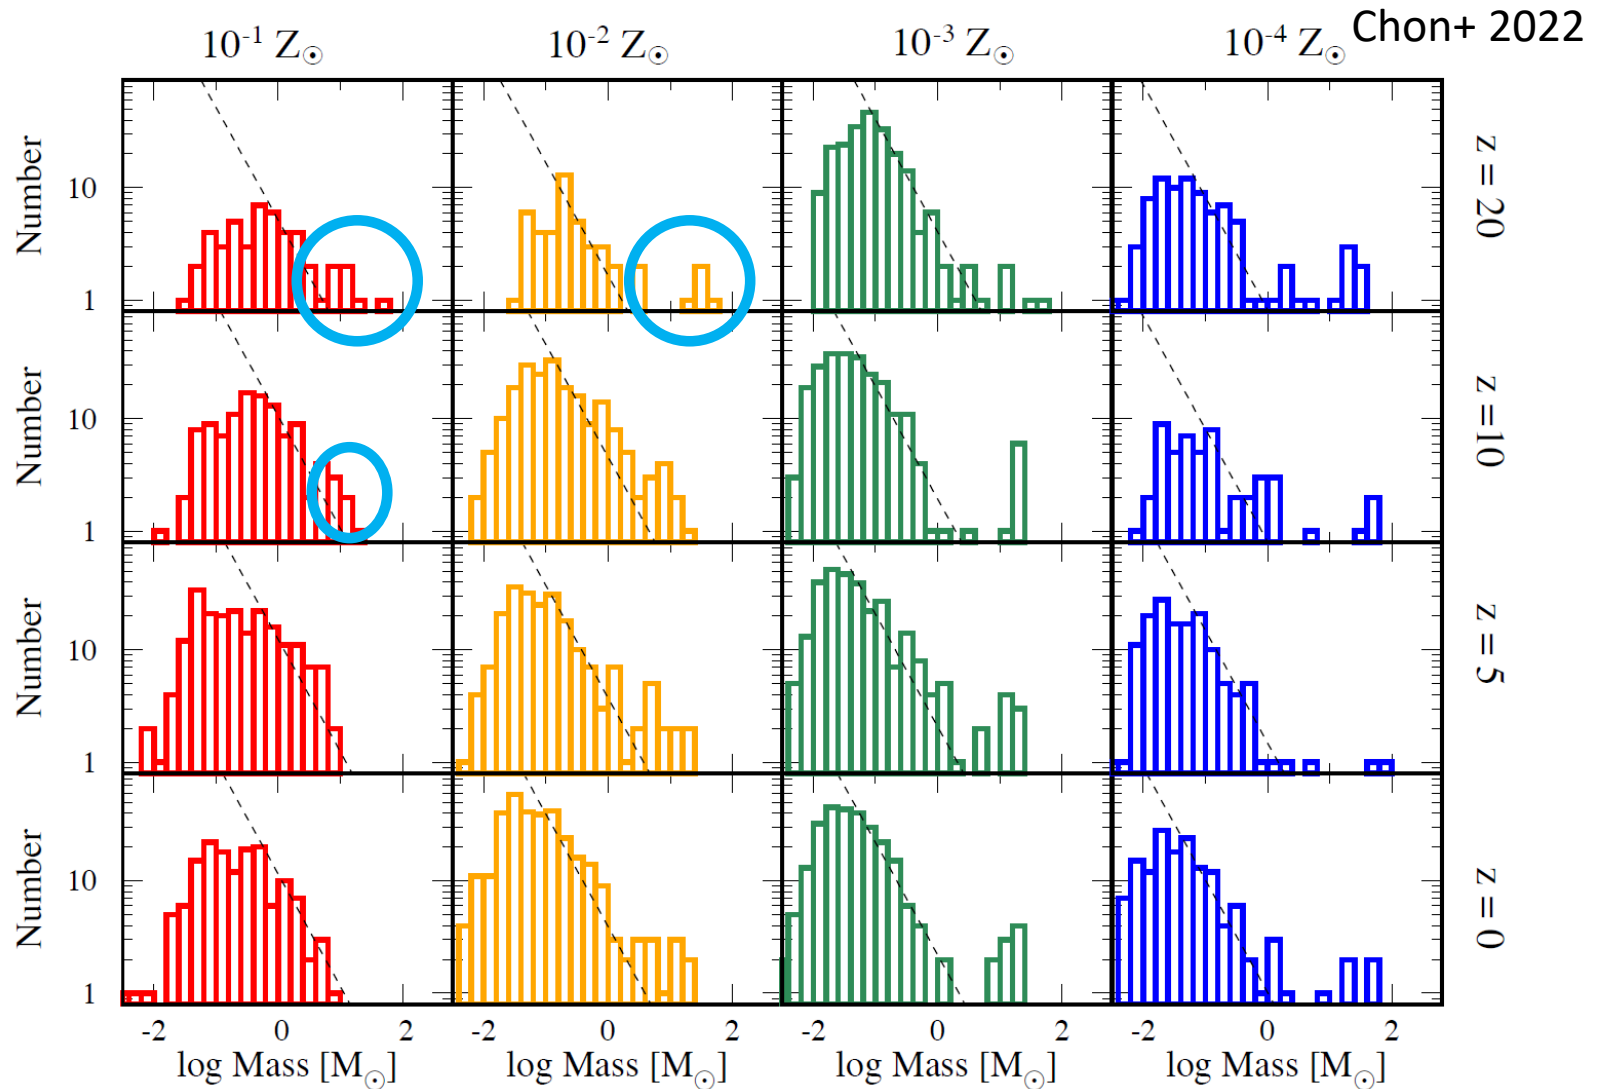 Chon+ 2022
10⁻¹ Z☉ 10⁻² Z☉ 10⁻³ Z☉ 10⁻⁴ Z☉
Number 10 1 z = 20
Number 10 1 z =10
Number 10 1 z = 5
Number 10 1 z = 0
-2 0 2 -2 0 2 -2 0 2 -2 0 2
log Mass [M☉] log Mass [M☉] log Mass [M☉] log Mass [M☉]